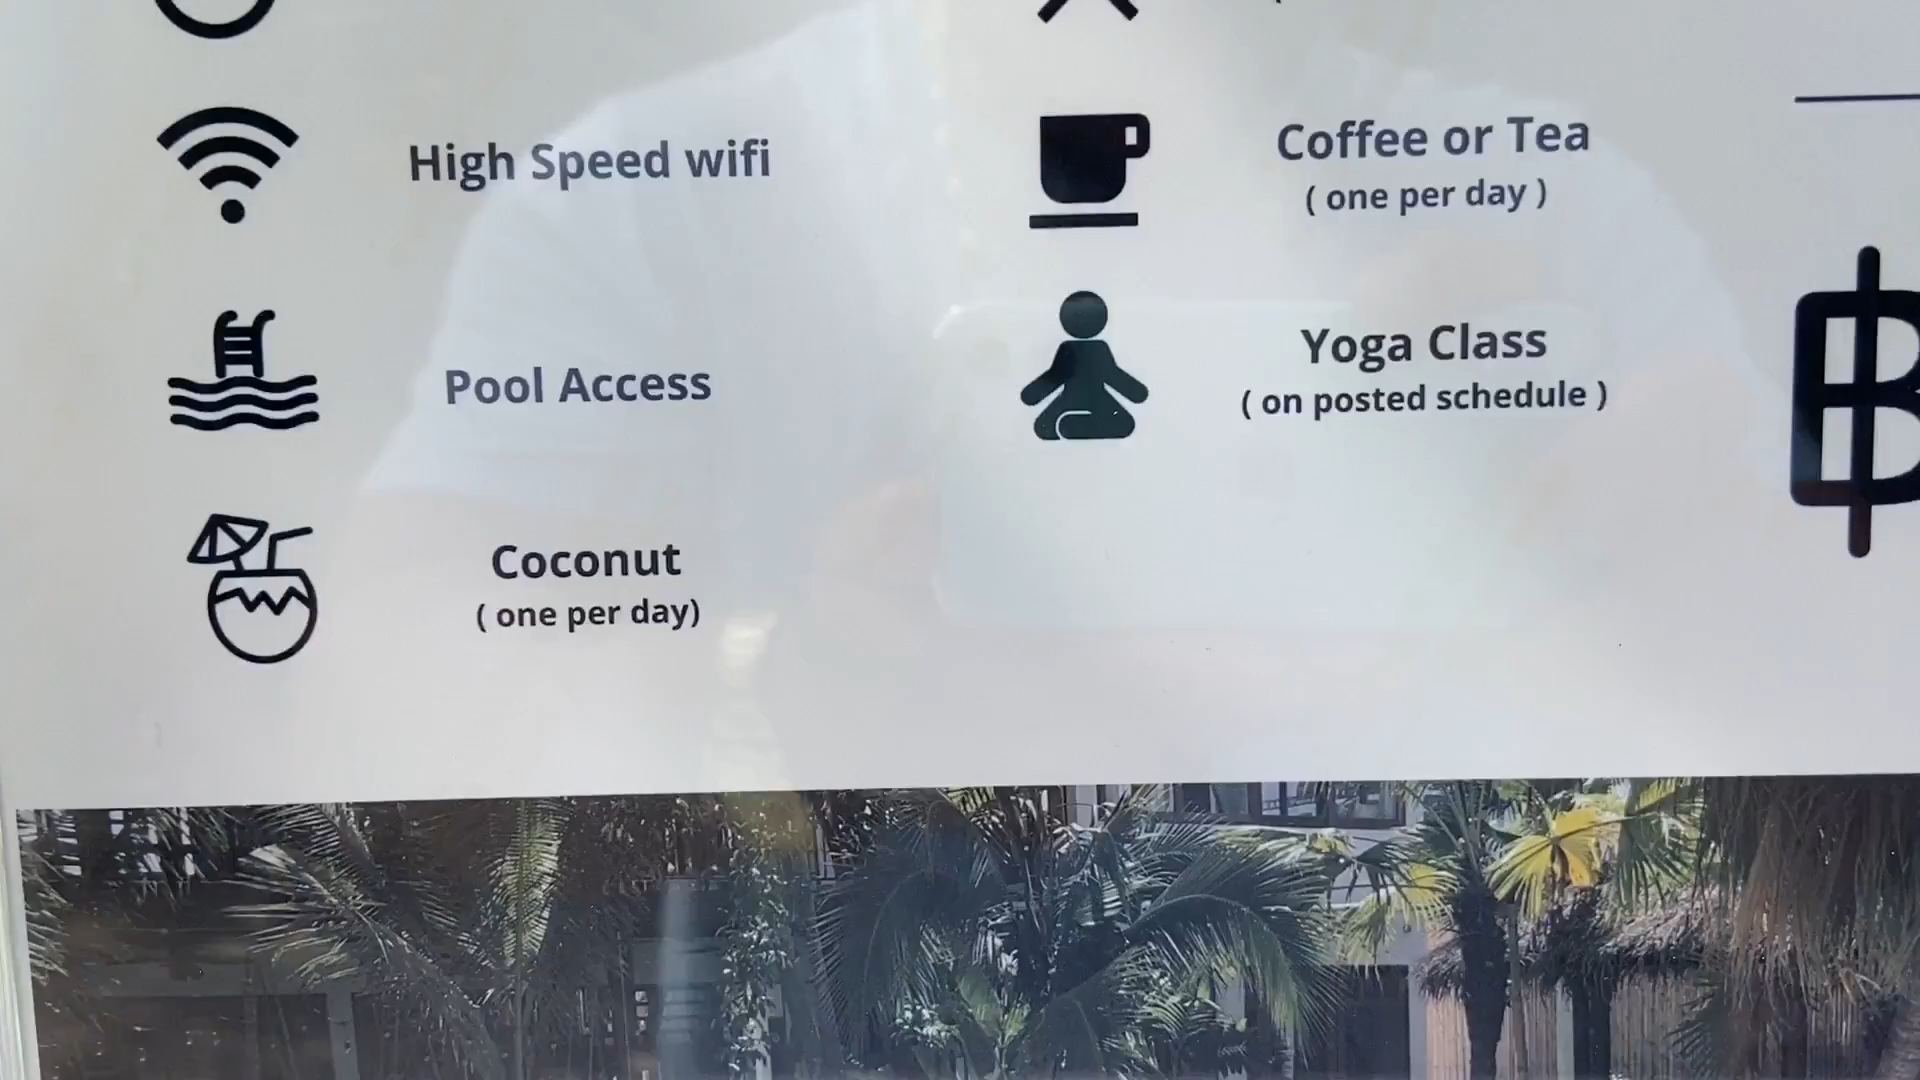 High Speed wifi
Pool Access
Coconut
( one per day)
Coffee or Tea
( one per day )
Yoga Class
( on posted schedule )
฿